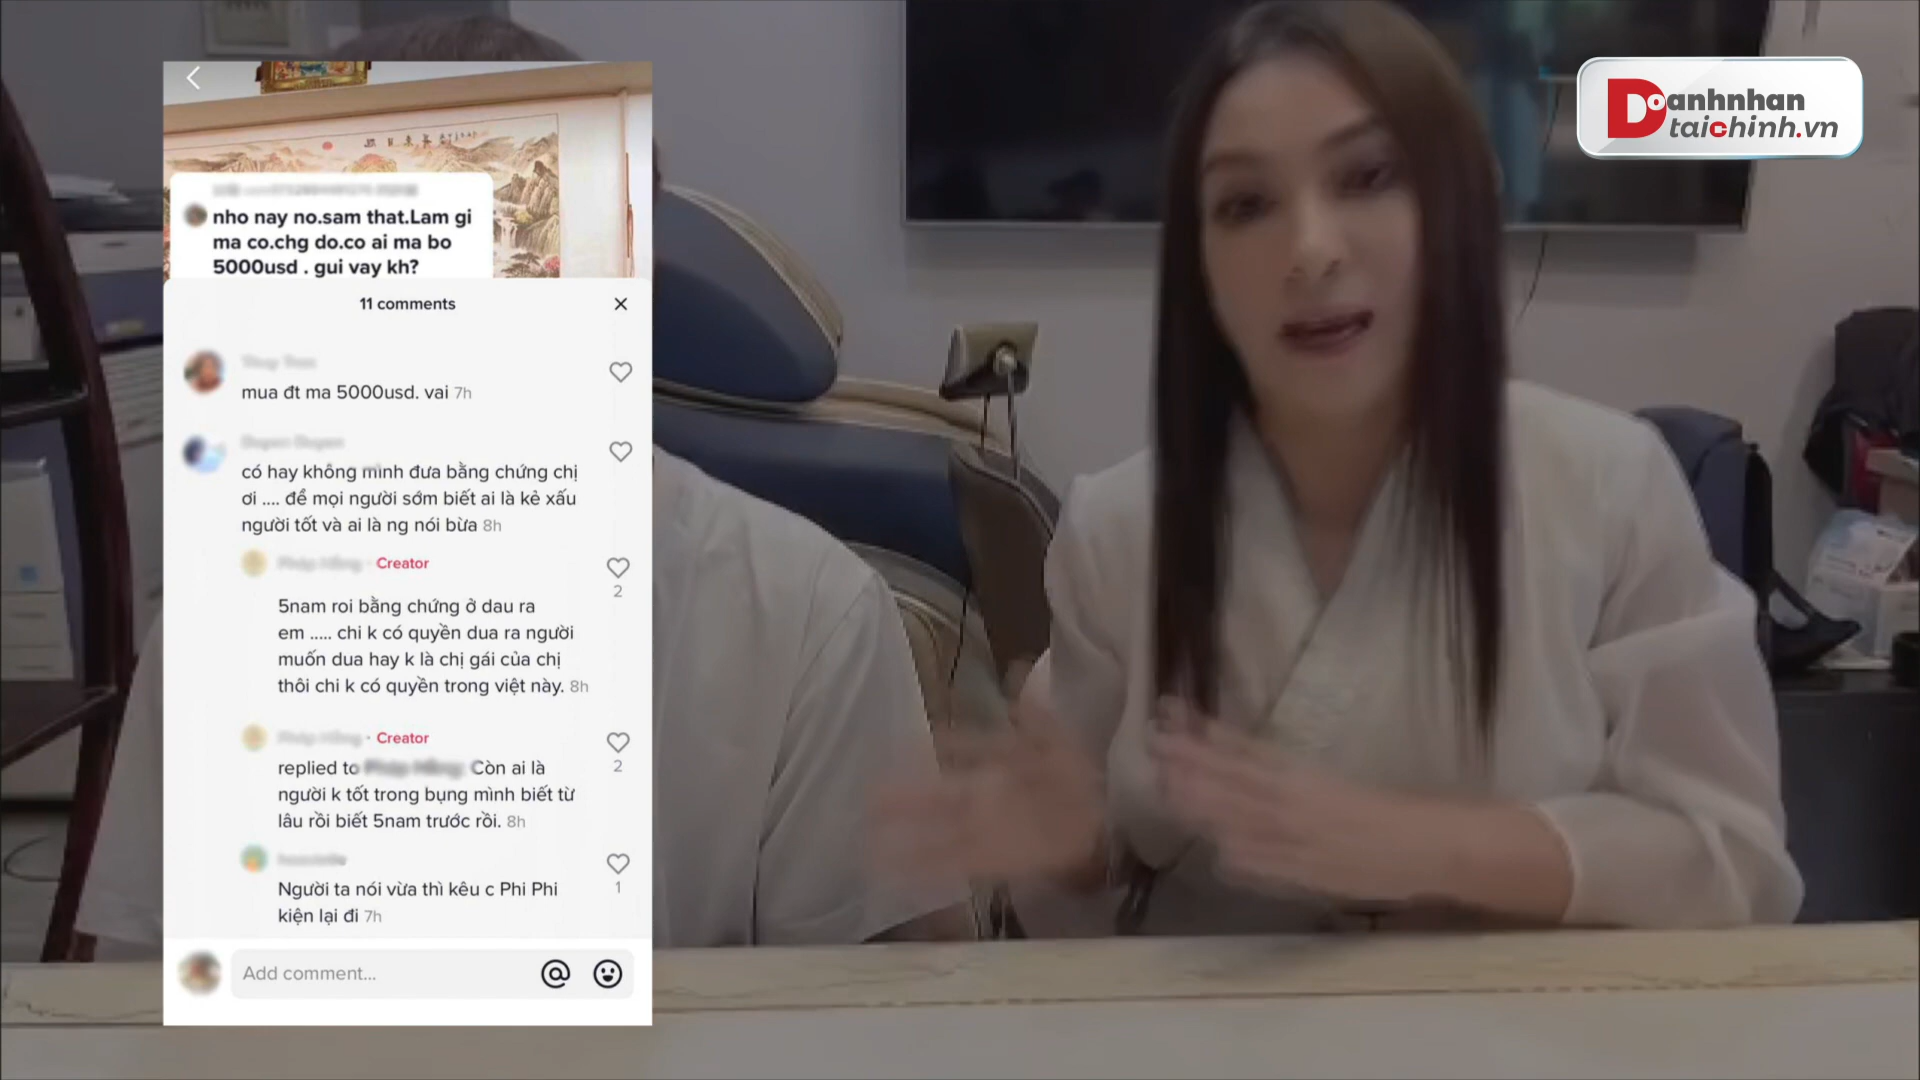 Doanhnhan
taichinh.vn
nho nay no.sam that.Lam gi
ma co.chg do.co ai ma bo
5000usd . gui vay kh?
11 comments
mua đt ma 5000usd. vai 7h
có hay không mình đưa bằng chứng chị
ơi .... để mọi người sớm biết ai là kẻ xấu
người tốt và ai là ng nói bừa 8h
· Creator
2
5nam roi bằng chứng ở dau ra
em ..... chi k có quyền dua ra người
muốn dua hay k là chị gái của chị
thôi chi k có quyền trong việt này. 8h
· Creator
replied to Còn ai là
2
người k tốt trong bụng mình biết từ
lâu rồi biết 5nam trước rồi. 8h
Người ta nói vừa thì kêu c Phi Phi
1
kiện lại đi 7h
Add comment...